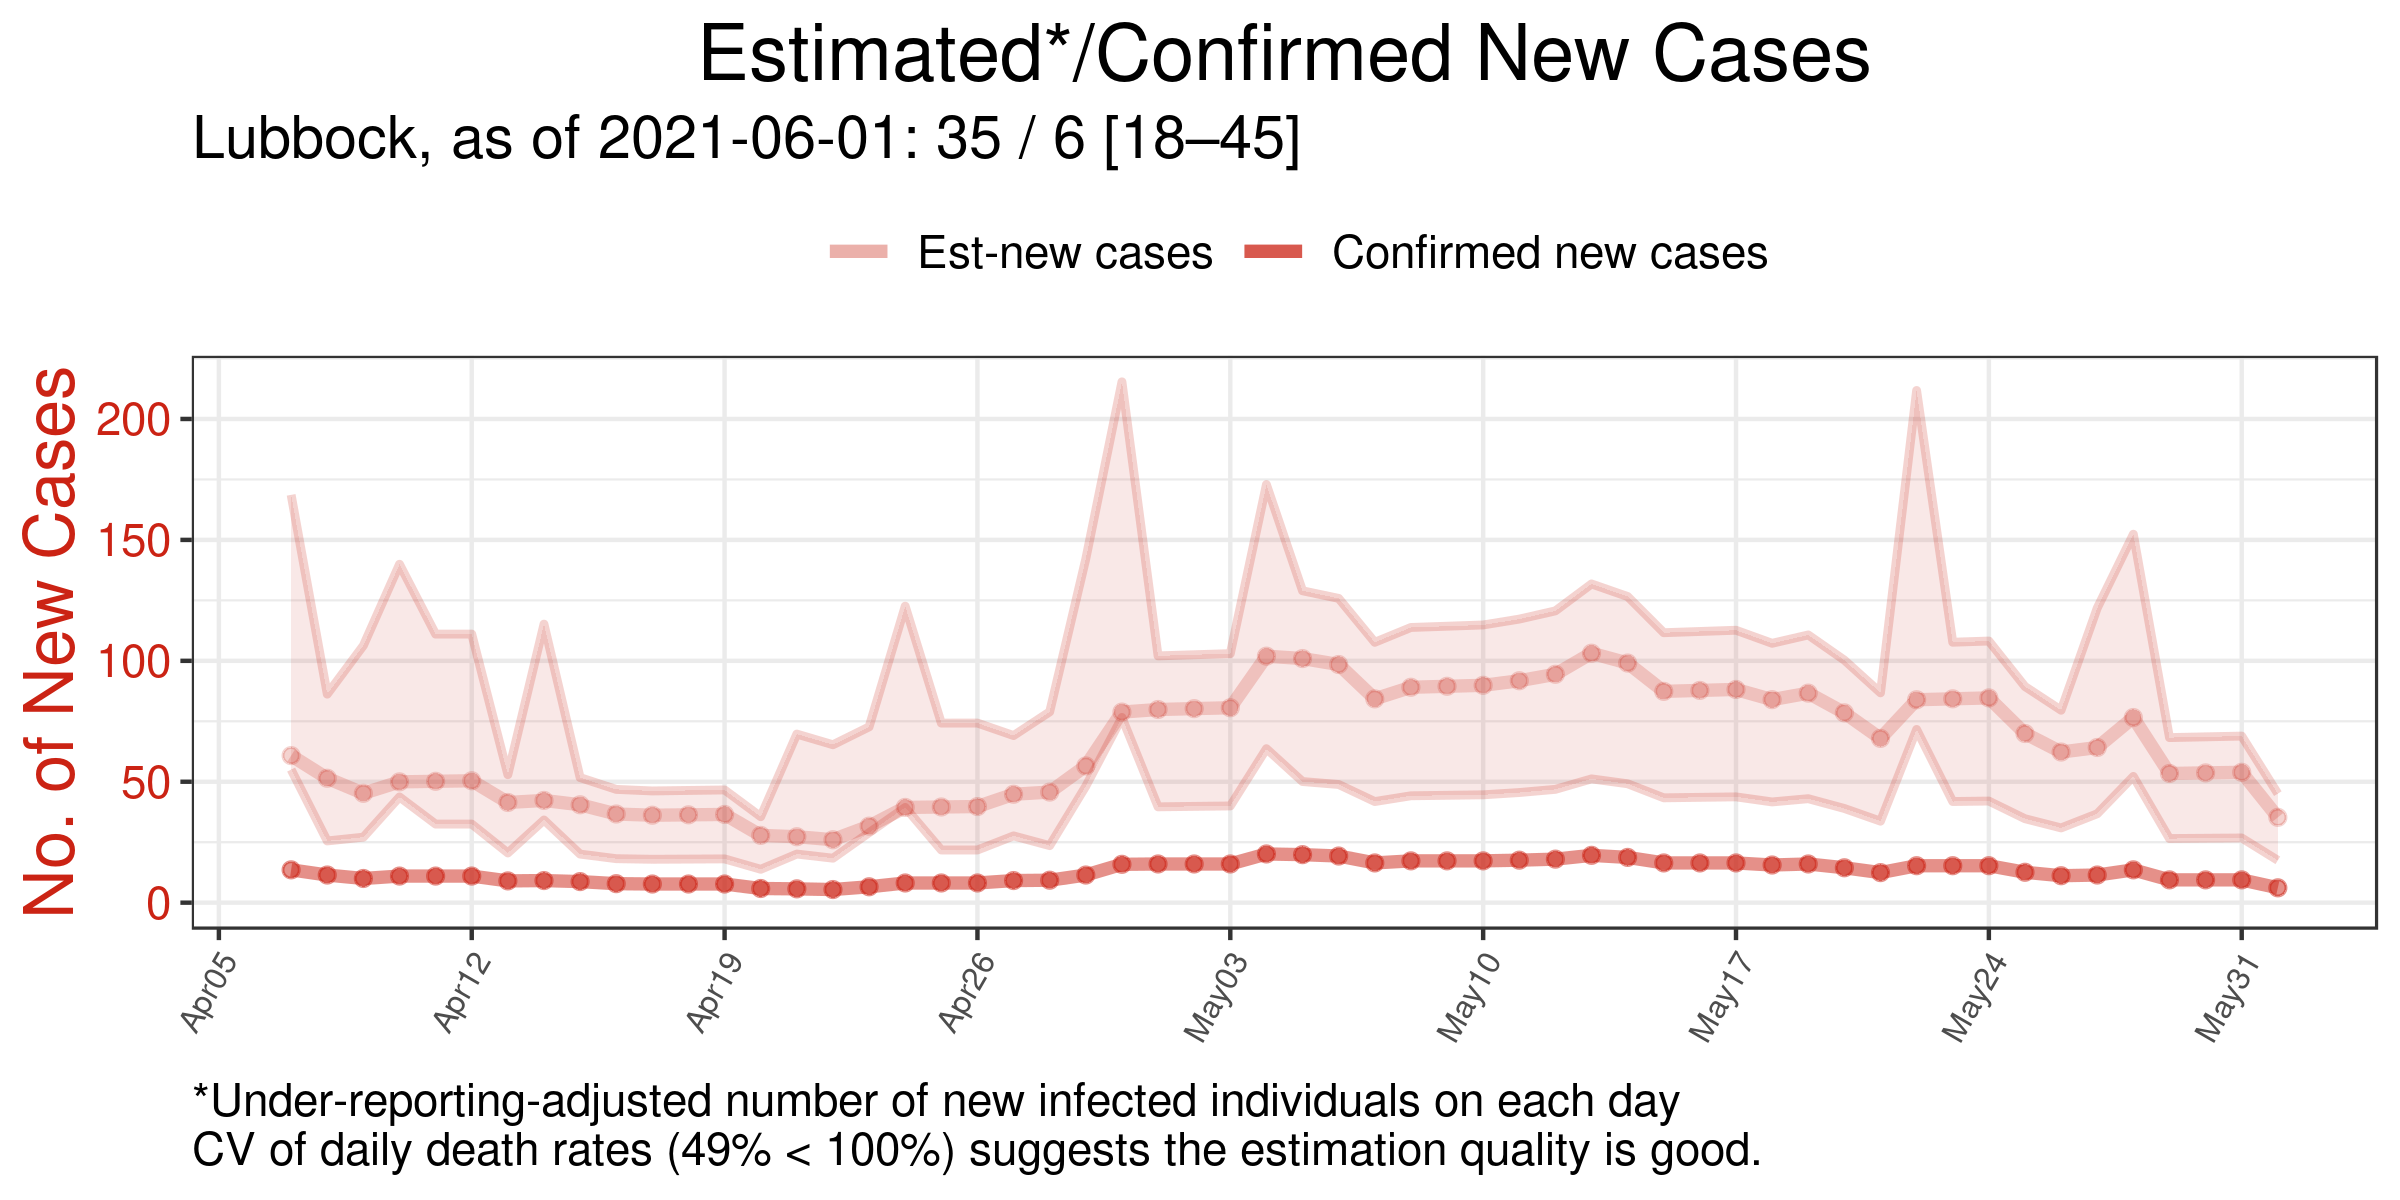 Estimated*/Confirmed New Cases
Lubbock, as of 2021-06-01: 35 / 6 [18–45]
Est-new cases
Confirmed new cases
No. of New Cases
200
150
100
50
0
Apr05
Apr12
Apr19
Apr26
May03
May10
May17
May24
May31
*Under-reporting-adjusted number of new infected individuals on each day
CV of daily death rates (49% < 100%) suggests the estimation quality is good.